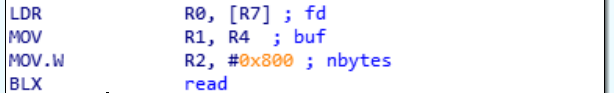 LDR R0, [R7] ; fd
MOV R1, R4 ; buf
MOV.W R2, #0x800 ; nbytes
BLX read